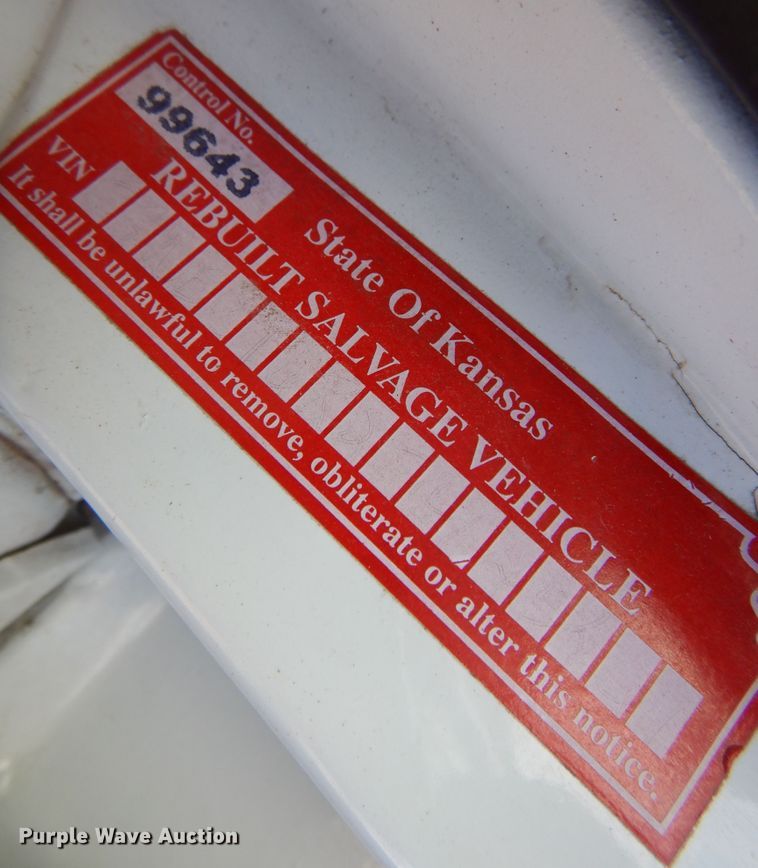 Control No.
99643
State Of Kansas
REBUILT SALVAGE VEHICLE
VIN
It shall be unlawful to remove, obliterate or alter this notice.
Purple Wave Auction